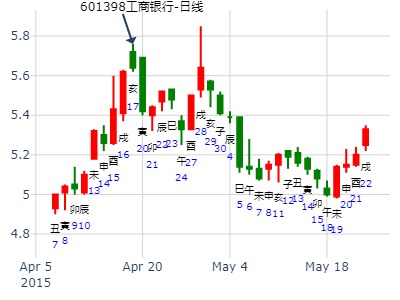 601398工商银行-日线
5.8
5.6
5.4
5.2
5
4.8
丑
7
寅
8
卯
9
辰
10
未
13
申
14
酉
15
戌
16
亥
17
寅
20
卯
21
辰
22
巳
23
午
24
酉
27
戌
28
亥
29
子
30
辰
4
巳
5
午
6
未
7
申
8
亥
11
子
12
丑
13
寅
14
卯
15
午
18
未
19
申
20
酉
21
戌
22
Apr 5
2015
Apr 20
May 4
May 18